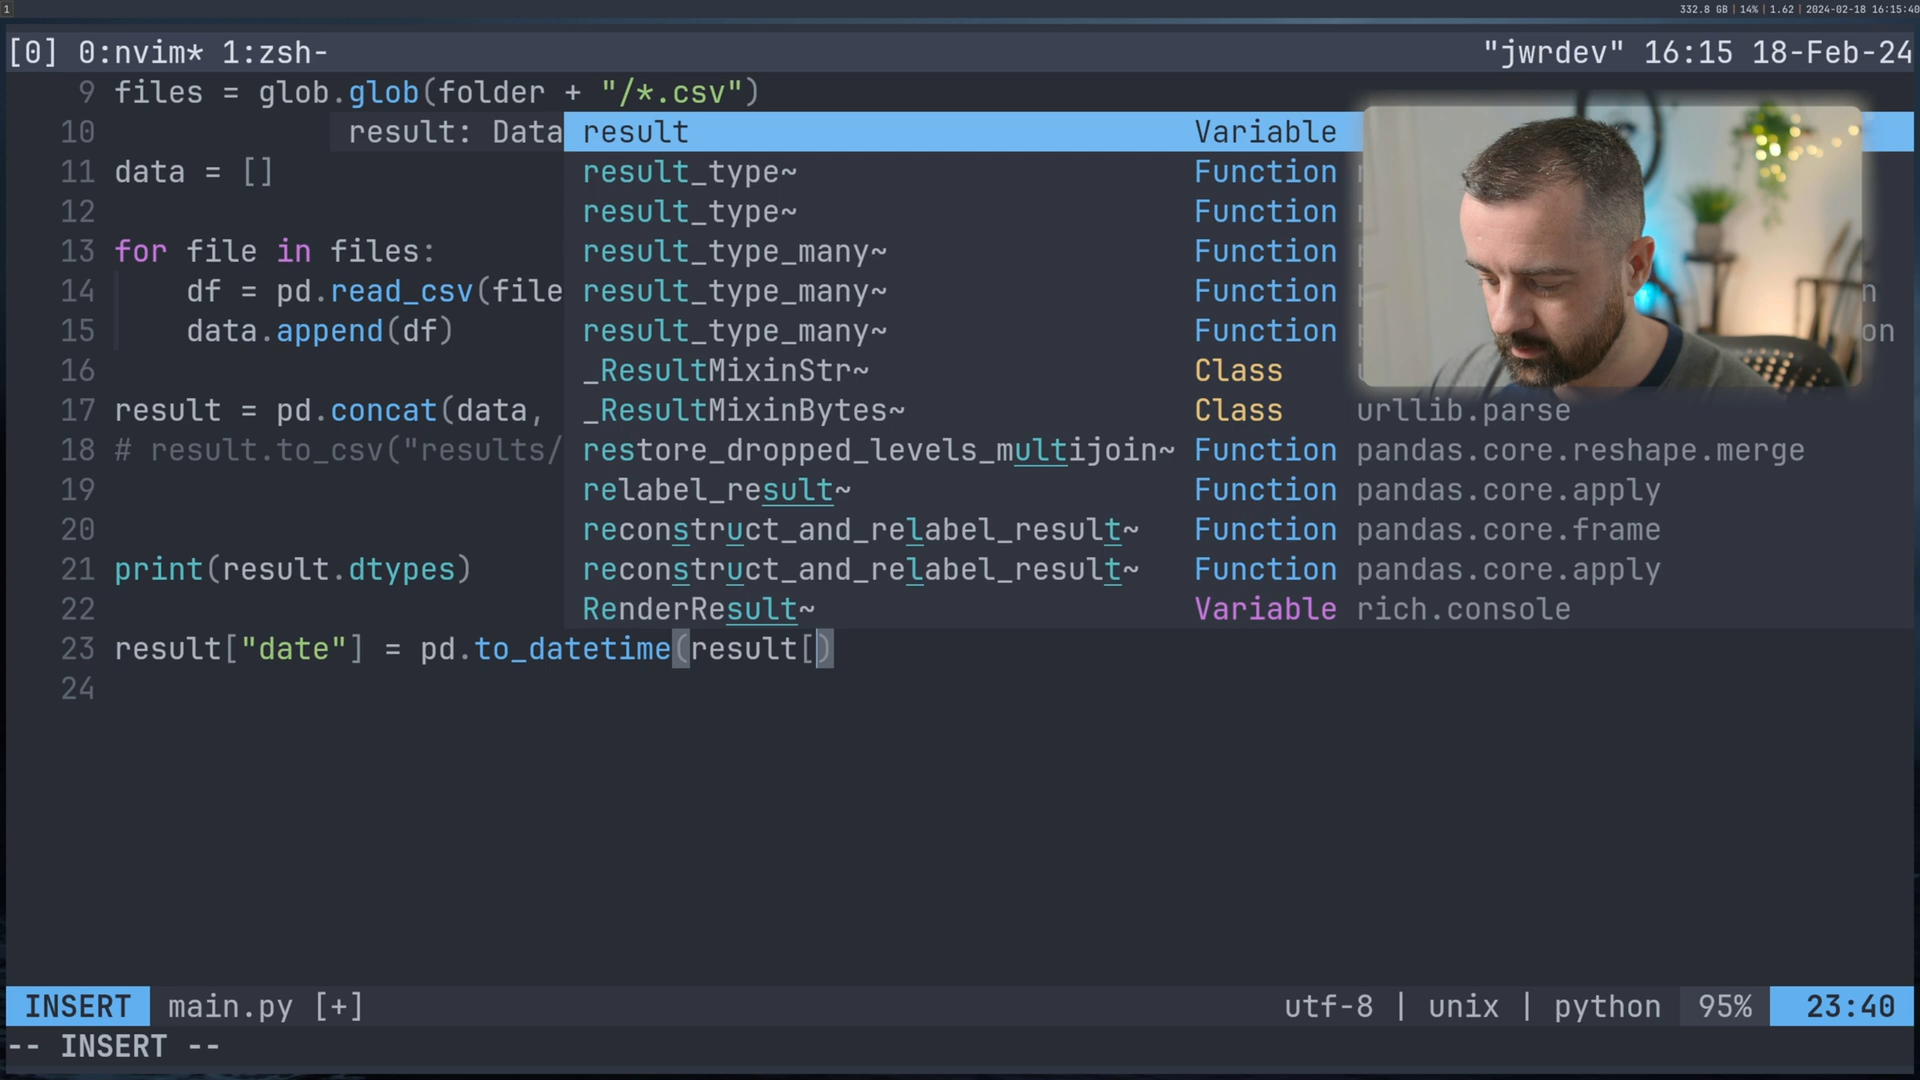 1 332.8 GB | 14% | 1.62 | 2024-02-18 16:15:40
[0] 0:nvim* 1:zsh- "jwrdev" 16:15 18-Feb-24
9 files = glob.glob(folder + "/*.csv")
10 result: Data result Variable
11 data = [] result_type~ Function
12 result_type~ Function
13 for file in files: result_type_many~ Function
14 df = pd.read_csv(file result_type_many~ Function
15 data.append(df) result_type_many~ Function
16 _ResultMixinStr~ Class
17 result = pd.concat(data, _ResultMixinBytes~ Class urllib.parse
18 # result.to_csv("results/ restore_dropped_levels_multijoin~ Function pandas.core.reshape.merge
19 relabel_result~ Function pandas.core.apply
20 reconstruct_and_relabel_result~ Function pandas.core.frame
21 print(result.dtypes) reconstruct_and_relabel_result~ Function pandas.core.apply
22 RenderResult~ Variable rich.console
23 result["date"] = pd.to_datetime(result[)
24
INSERT main.py [+] utf-8 | unix | python 95% 23:40
-- INSERT --